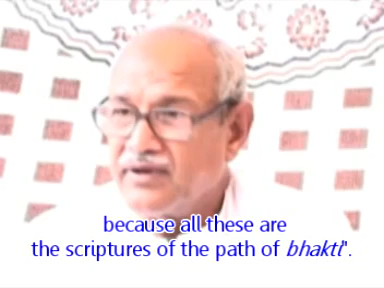 because all these are
the scriptures of the path of bhakti".